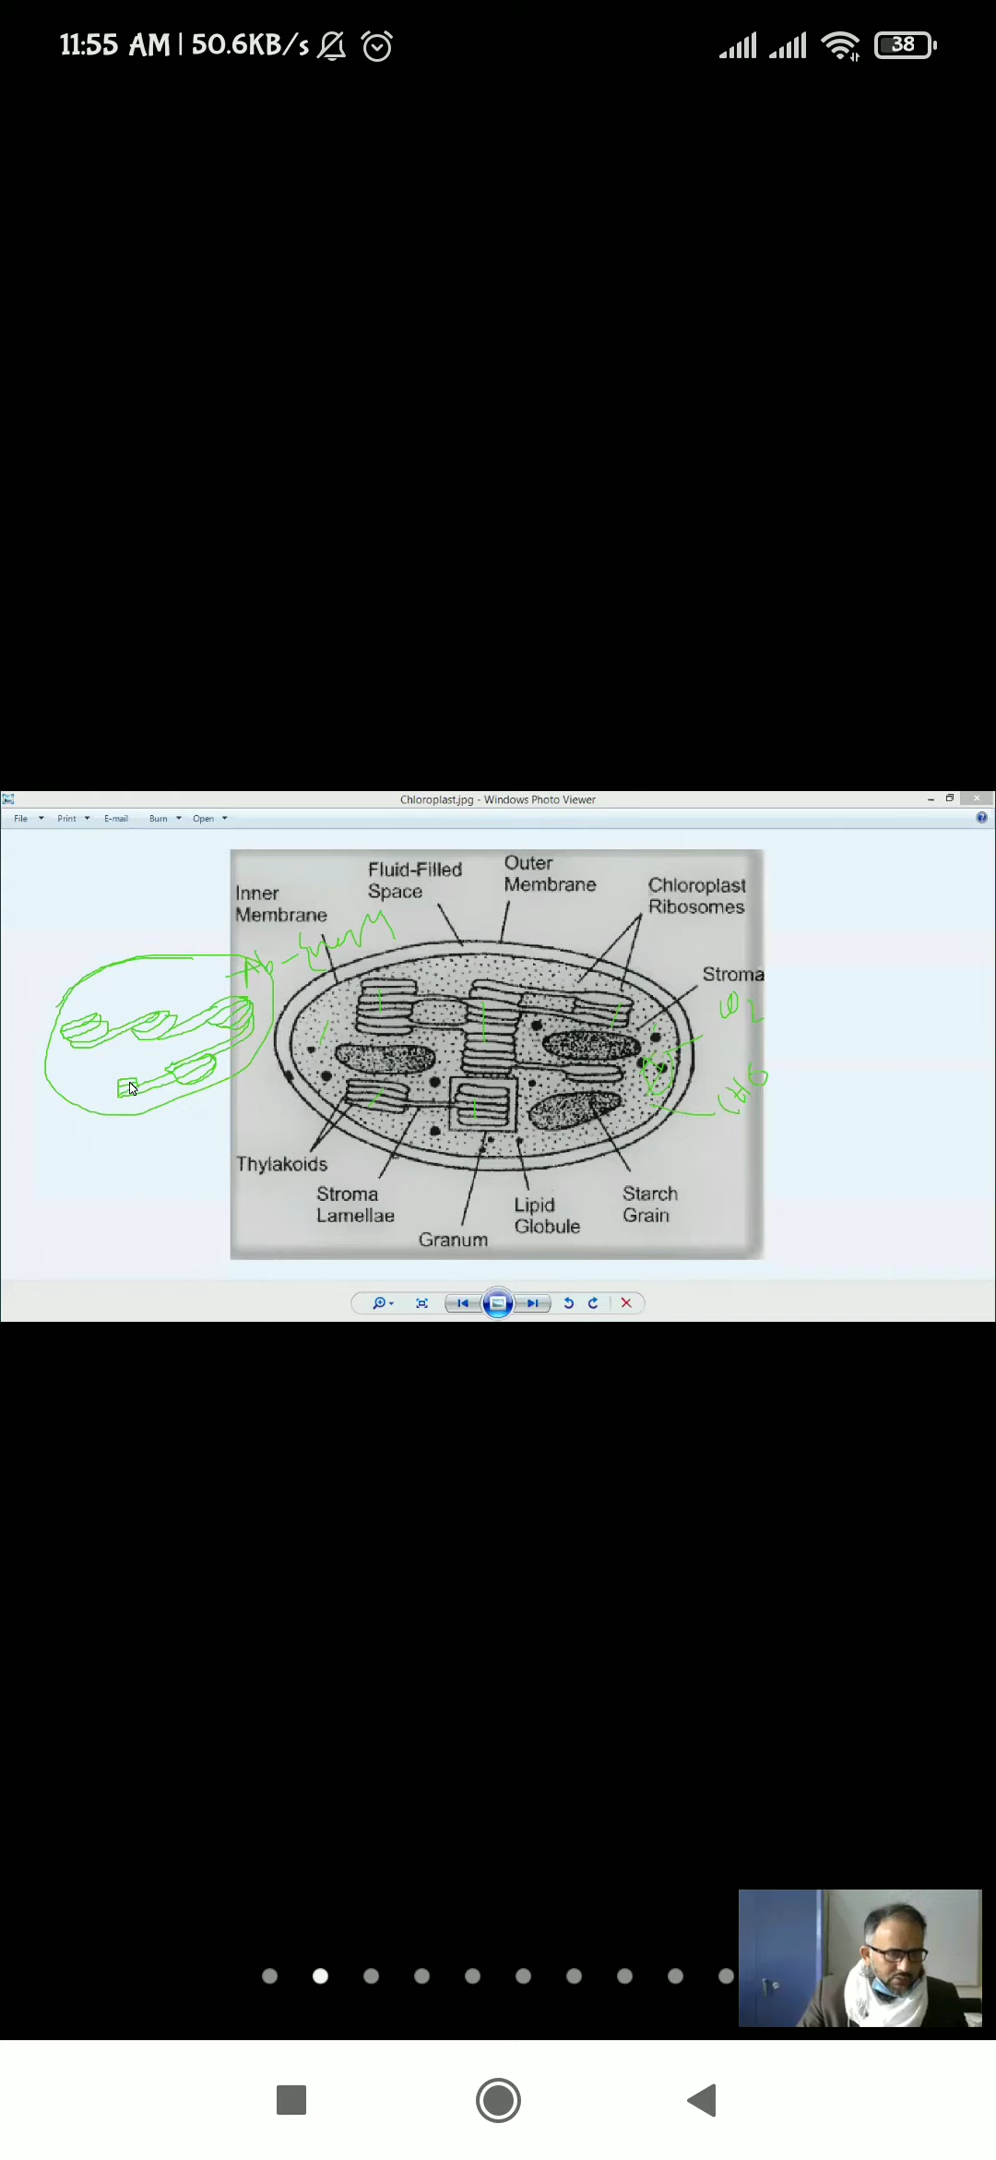 11:55 AM | 50.6KB/s
38
Chloroplast.jpg - Windows Photo Viewer
File Print E-mail Burn Open
Fluid-Filled
Space
Outer
Membrane
Inner
Membrane
Chloroplast
Ribosomes
Stroma
Thylakoids
Stroma
Lamellae
Granum
Lipid
Globule
Starch
Grain